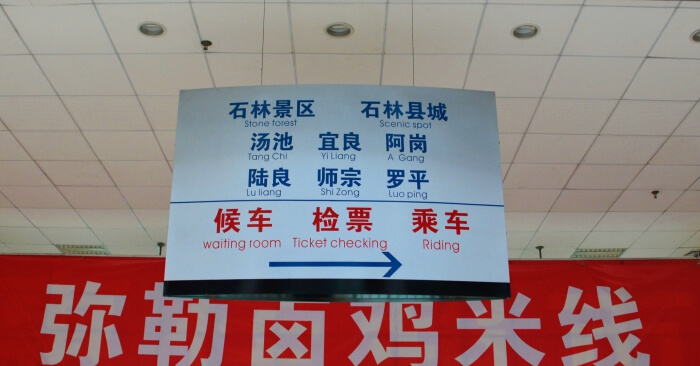 石林景区 石林县城
Stone forest Scenic spot
汤池 宜良 阿岗
Tang Chi Yi Liang A Gang
陆良 师宗 罗平
Lu liang Shi Zong Luo ping
候车 检票 乘车
waiting room Ticket checking Riding
弥勒卤鸡米线